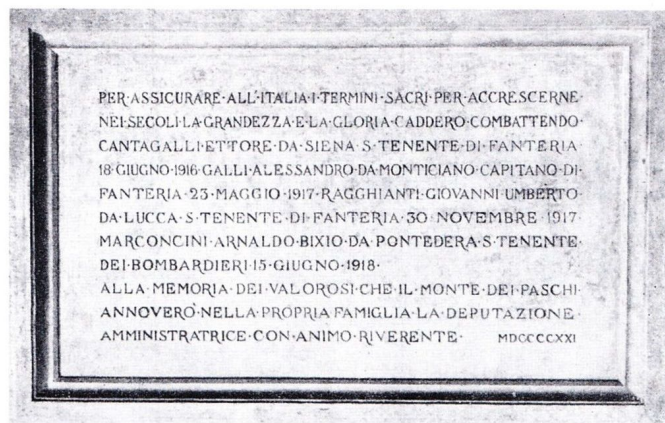 PER·ASSICURARE·ALL'·ITALIA·I·TERMINI·SACRI·PER·ACCRESCERNE·
NEI·SECOLI·LA·GRANDEZZA·E·LA·GLORIA·CADDERO·COMBATTENDO·
CANTAGALLI·ETTORE·DA·SIENA·S·TENENTE·DI·FANTERIA
18·GIUGNO·1916·GALLI·ALESSANDRO·DA·MONTICIANO·CAPITANO·DI·
FANTERIA·23·MAGGIO·1917·RAGGHIANTI·GIOVANNI·UMBERTO·
DA·LUCCA·S·TENENTE·DI·FANTERIA·30·NOVEMBRE·1917·
MARCONCINI·ARNALDO·BIXIO·DA·PONTEDERA·S·TENENTE·
DEI·BOMBARDIERI·15·GIUGNO·1918·
ALLA·MEMORIA·DEI·VALOROSI·CHE·IL·MONTE·DEI·PASCHI·
ANNOVERO'·NELLA·PROPRIA·FAMIGLIA·LA·DEPUTAZIONE·
AMMINISTRATRICE·CON·ANIMO·RIVERENTE· MDCCCCXXI